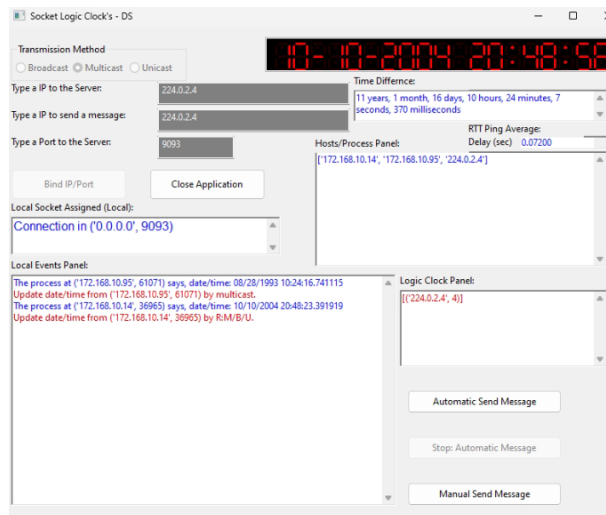 Socket Logic Clock's - DS
Transmission Method
Broadcast Multicast Unicast
10-10-2004 20:48:58
Type a IP to the Server:
224.0.2.4
Time Differnce:
11 years, 1 month, 16 days, 10 hours, 24 minutes, 7
seconds, 370 milliseconds
Type a IP to send a message:
224.0.2.4
RTT Ping Average:
Type a Port to the Server:
9093
Hosts/Process Panel:
Delay (sec) 0.07200
['172.168.10.14', '172.168.10.95', '224.0.2.4']
Bind IP/Port
Close Application
Local Socket Assigned (Local):
Connection in ('0.0.0.0', 9093)
Local Events Panel:
The process at ('172.168.10.95', 61071) says, date/time: 08/28/1993 10:24:16.741115
Update date/time from ('172.168.10.95', 61071) by multicast.
The process at ('172.168.10.14', 36965) says, date/time: 10/10/2004 20:48:23.391919
Update date/time from ('172.168.10.14', 36965) by R:M/B/U.
Logic Clock Panel:
[('224.0.2.4', 4)]
Automatic Send Message
Stop: Automatic Message
Manual Send Message